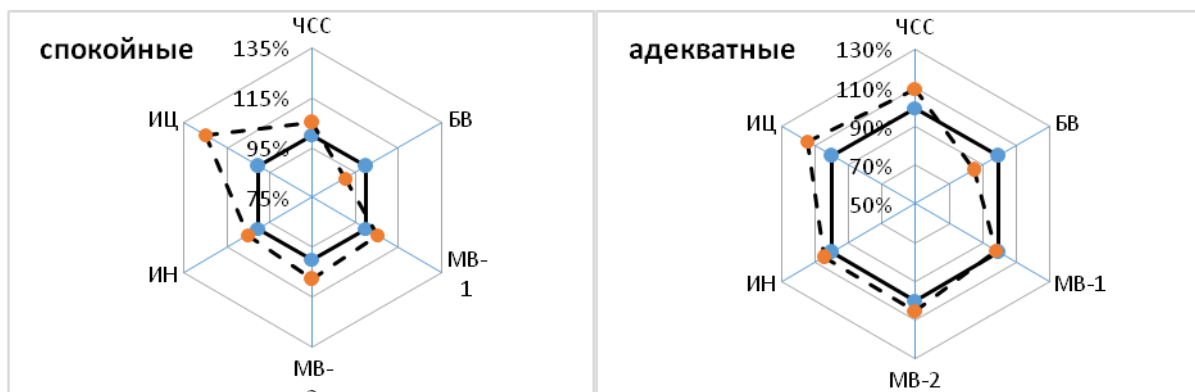 спокойные
ЧСС
135%
115%
95%
75%
ИЦ
БВ
ИН
МВ-
1
МВ-
адекватные
ЧСС
130%
110%
90%
70%
50%
ИЦ
БВ
ИН
МВ-1
МВ-2